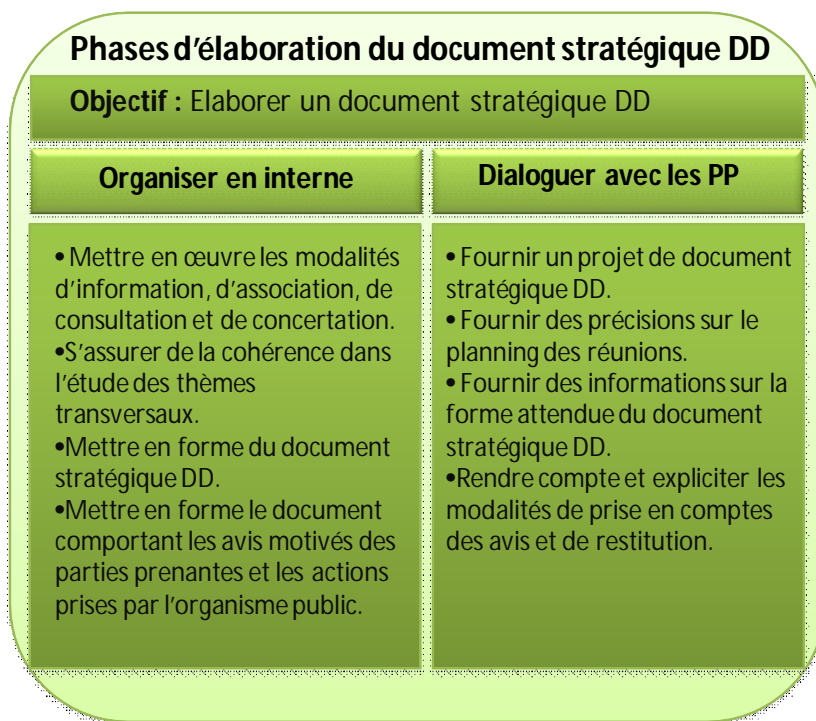 Phases d'élaboration du document stratégique DD
Objectif : Elaborer un document stratégique DD
Organiser en interne
• Mettre en œuvre les modalités
d'information, d'association, de
consultation et de concertation.
•S'assurer de la cohérence dans
l'étude des thèmes
transversaux.
•Mettre en forme du document
stratégique DD.
•Mettre en forme le document
comportant les avis motivés des
parties prenantes et les actions
prises par l'organisme public.
Dialoguer avec les PP
• Fournir un projet de document
stratégique DD.
• Fournir des précisions sur le
planning des réunions.
• Fournir des informations sur la
forme attendue du document
stratégique DD.
•Rendre compte et expliciter les
modalités de prise en comptes
des avis et de restitution.